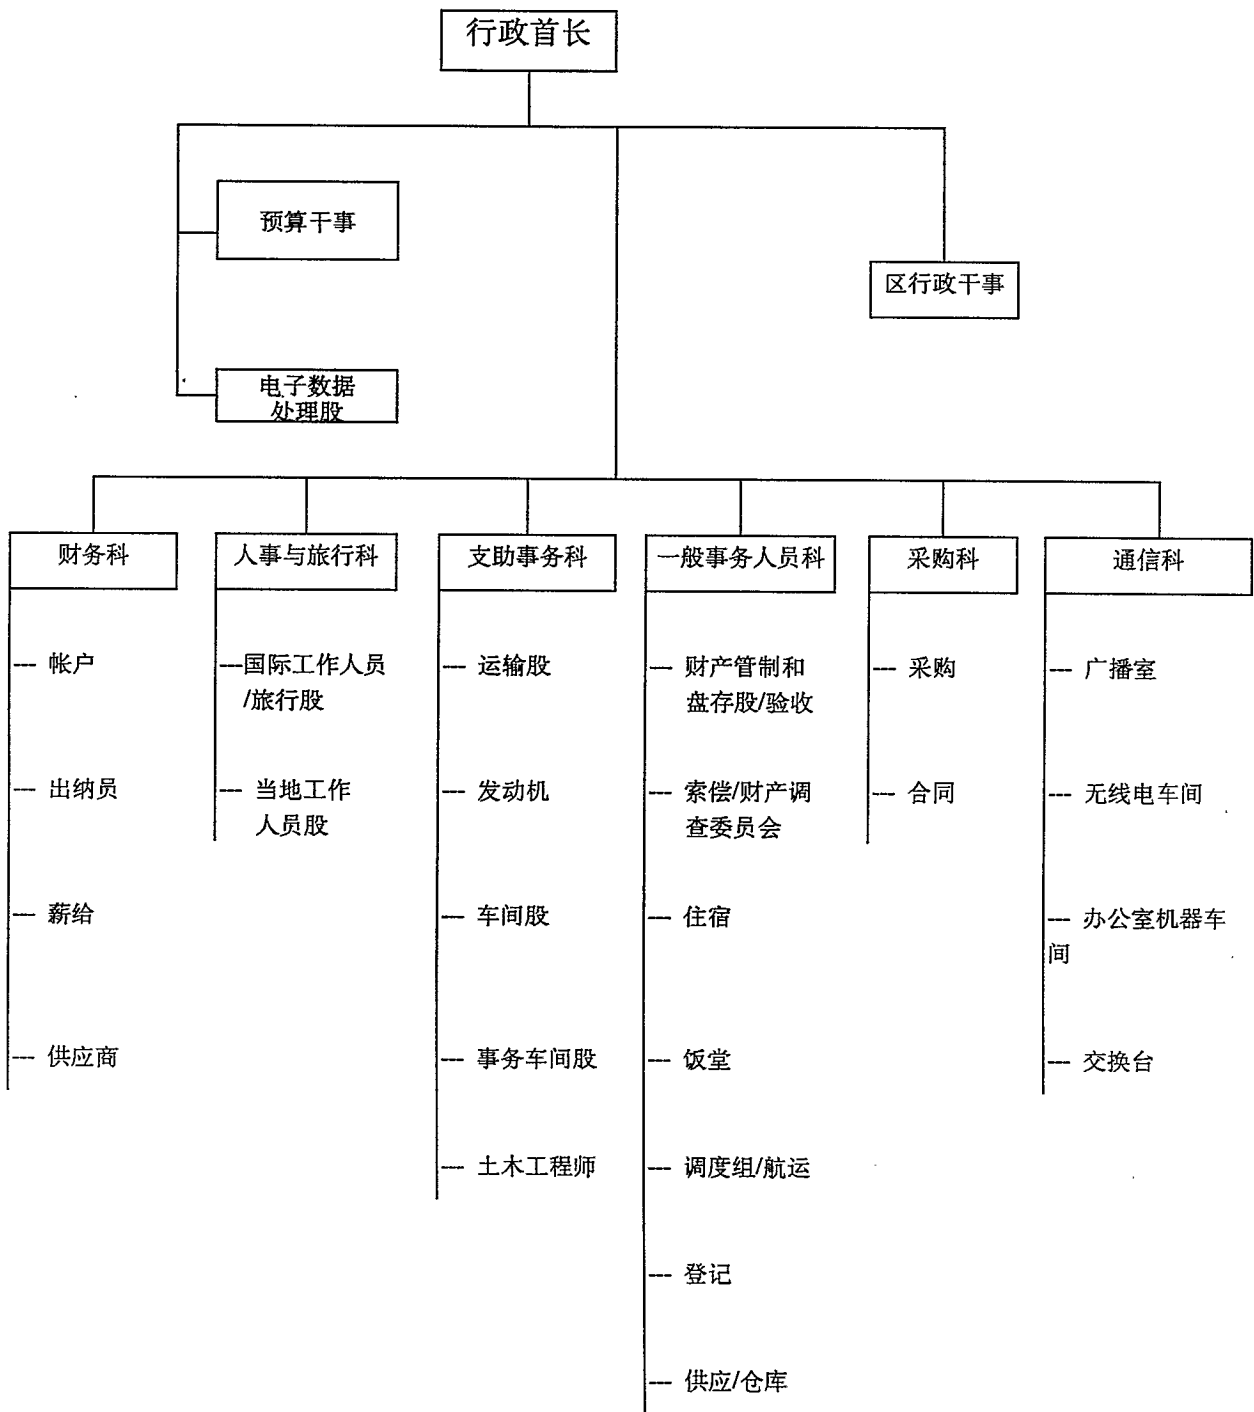 行政首长
预算干事
区行政干事
电子数据
处理股
财务科
--- 帐户
--- 出纳员
--- 薪给
--- 供应商
人事与旅行科
---国际工作人员
/旅行股
--- 当地工作
人员股
支助事务科
--- 运输股
--- 发动机
--- 车间股
--- 事务车间股
--- 土木工程师
一般事务人员科
--- 财产管制和
盘存股/验收
--- 索偿/财产调
查委员会
--- 住宿
--- 饭堂
--- 调度组/航运
--- 登记
--- 供应/仓库
采购科
--- 采购
--- 合同
通信科
--- 广播室
--- 无线电车间
--- 办公室机器车
间
--- 交换台